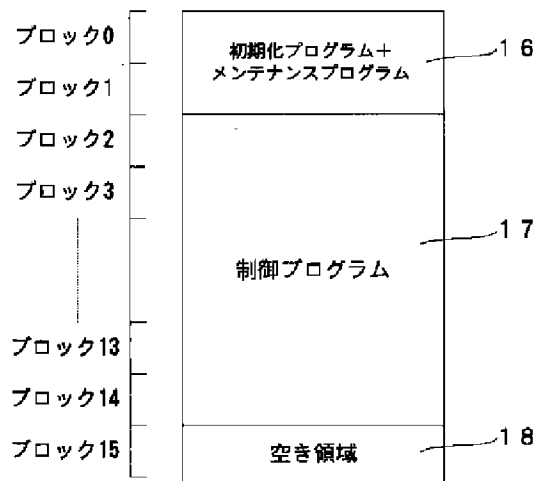 ブロック0
初期化プログラム+
メンテナンスプログラム
16
ブロック1
ブロック2
ブロック3
17
制御プログラム
ブロック13
ブロック14
ブロック15
空き領域
18